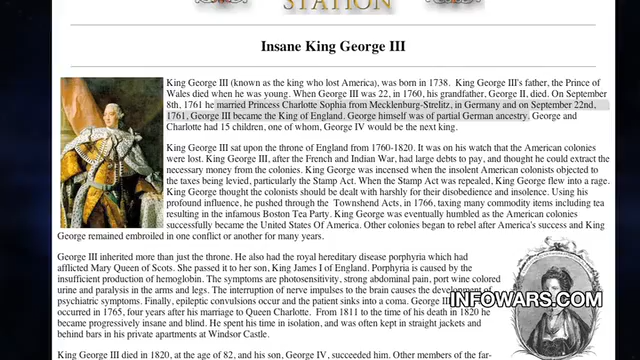 STATION
Insane King George III
King George III (known as the king who lost America), was born in 1738. King George III's father, the Prince of
Wales died when he was young. When George III was 22, in 1760, his grandfather, George II, died. On September
8th, 1761 he married Princess Charlotte Sophia from Mecklenburg-Strelitz, in Germany and on September 22nd,
1761, George III became the King of England. George himself was of partial German ancestry. George and
Charlotte had 15 children, one of whom, George IV would be the next king.
King George III sat upon the throne of England from 1760-1820. It was on his watch that the American colonies
were lost. King George III, after the French and Indian War, had large debts to pay, and thought he could extract the
necessary money from the colonies. King George was incensed when the insolent American colonists objected to
the taxes being levied, particularly the Stamp Act. When the Stamp Act was repealed, King George flew into a rage.
King George thought the colonists should be dealt with harshly for their disobedience and insolence. Using his
profound influence, he pushed through the Townshend Acts, in 1766, taxing many commodity items including tea
resulting in the infamous Boston Tea Party. King George was eventually humbled as the American colonies
successfully became the United States Of America. Other colonies began to rebel after America's success and King
George remained embroiled in one conflict or another for many years.
George III inherited more than just the throne. He also had the royal hereditary disease porphyria which had
afflicted Mary Queen of Scots. She passed it to her son, King James I of England. Porphyria is caused by the
insufficient production of hemoglobin. The symptoms are photosensitivity, strong abdominal pain, port wine colored
urine and paralysis in the arms and legs. The interruption of nerve impulses to the brain causes the development of
psychiatric symptoms. Finally, epileptic convulsions occur and the patient sinks into a coma. George III
occurred in 1765, four years after his marriage to Queen Charlotte. From 1811 to the time of his death in 1820 he
became progressively insane and blind. He spent his time in isolation, and was often kept in straight jackets and
behind bars in his private apartments at Windsor Castle.
King George III died in 1820, at the age of 82, and his son, George IV, succeeded him. Other members of the far-
INFOWARS.COM